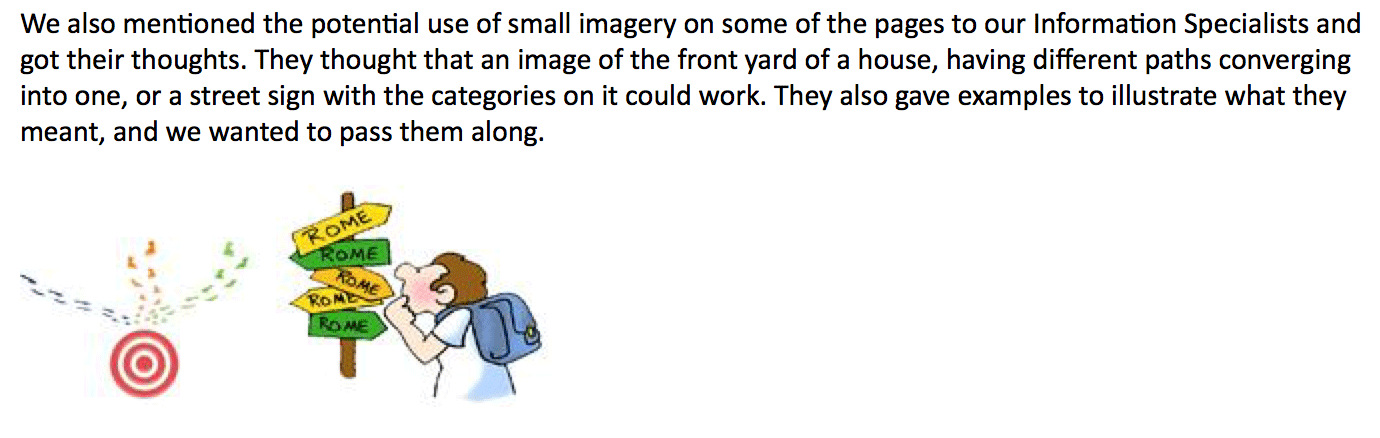 We also mentioned the potential use of small imagery on some of the pages to our Information Specialists and
got their thoughts. They thought that an image of the front yard of a house, having different paths converging
into one, or a street sign with the categories on it could work. They also gave examples to illustrate what they
meant, and we wanted to pass them along.
ROME
ROME
ROME
ROME
ROME